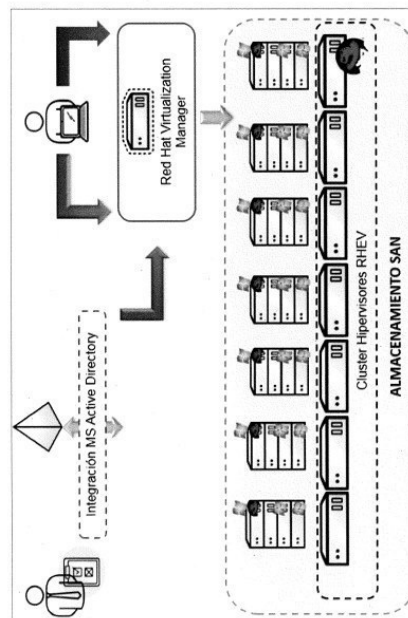 Integración MS Active Directory
Red Hat Virtualization
Manager
Cluster Hipervisores RHEV
ALMACENAMIENTO SAN